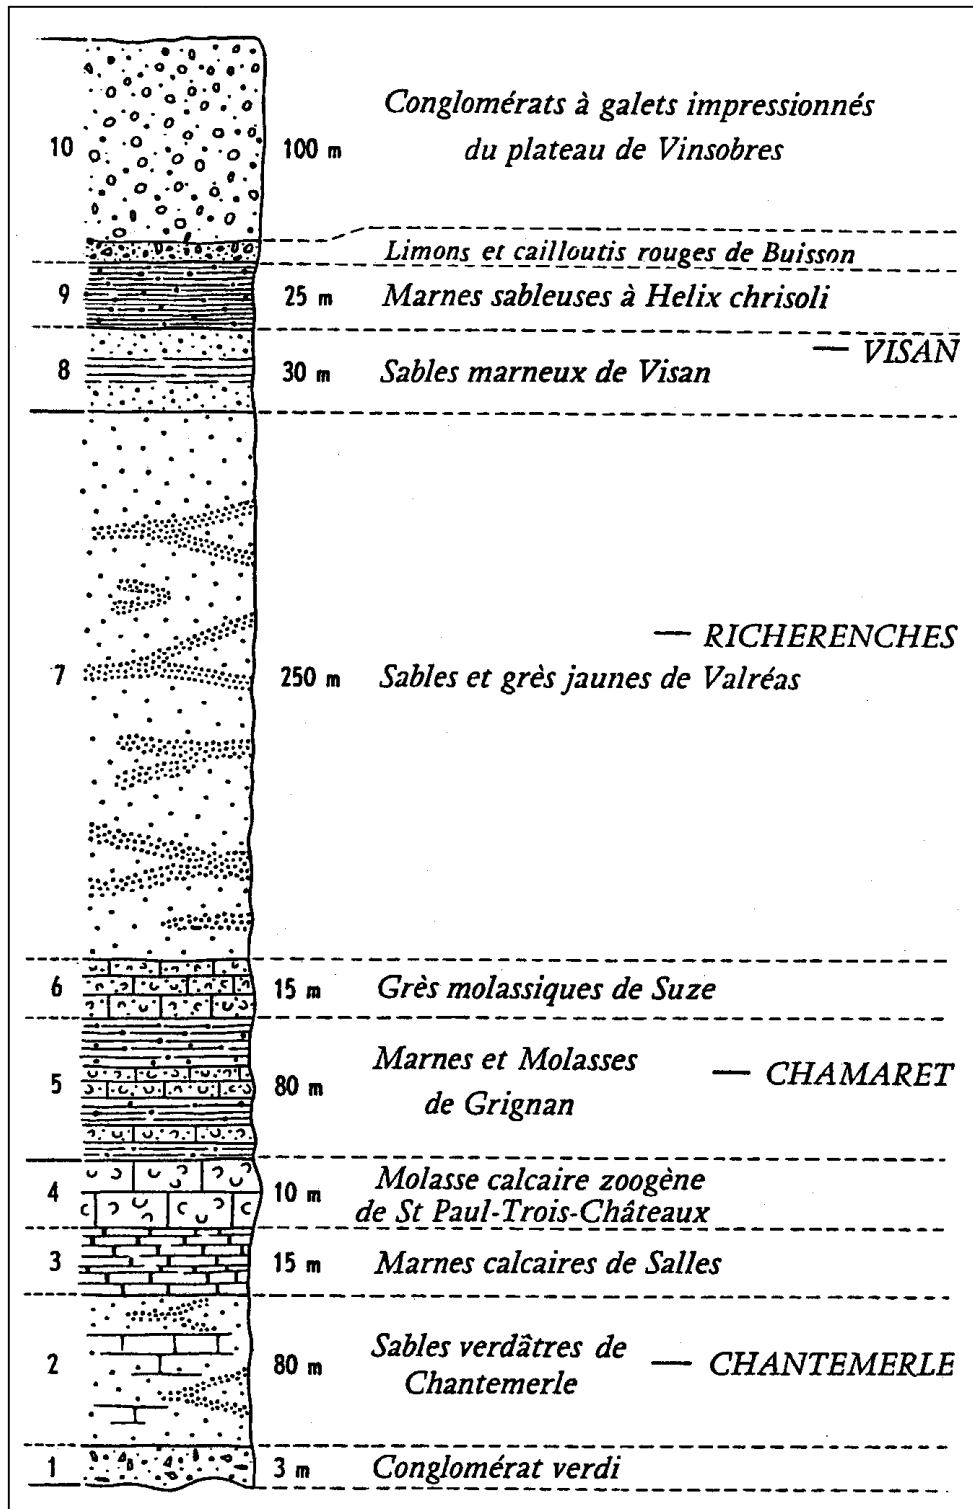 10 100 m Conglomérats à galets impressionnés
du plateau de Vinsobres
Limons et cailloutis rouges de Buisson
9 25 m Marnes sableuses à Helix chrisoli
— VISAN
8 30 m Sables marneux de Visan
— RICHERENCHES
7 250 m Sables et grès jaunes de Valréas
6 15 m Grès molassiques de Suze
5 80 m Marnes et Molasses
de Grignan
— CHAMARET
4 10 m Molasse calcaire zoogène
de St Paul-Trois-Châteaux
3 15 m Marnes calcaires de Salles
2 80 m Sables verdâtres de
Chantemerle
— CHANTEMERLE
1 3 m Conglomérat verdi